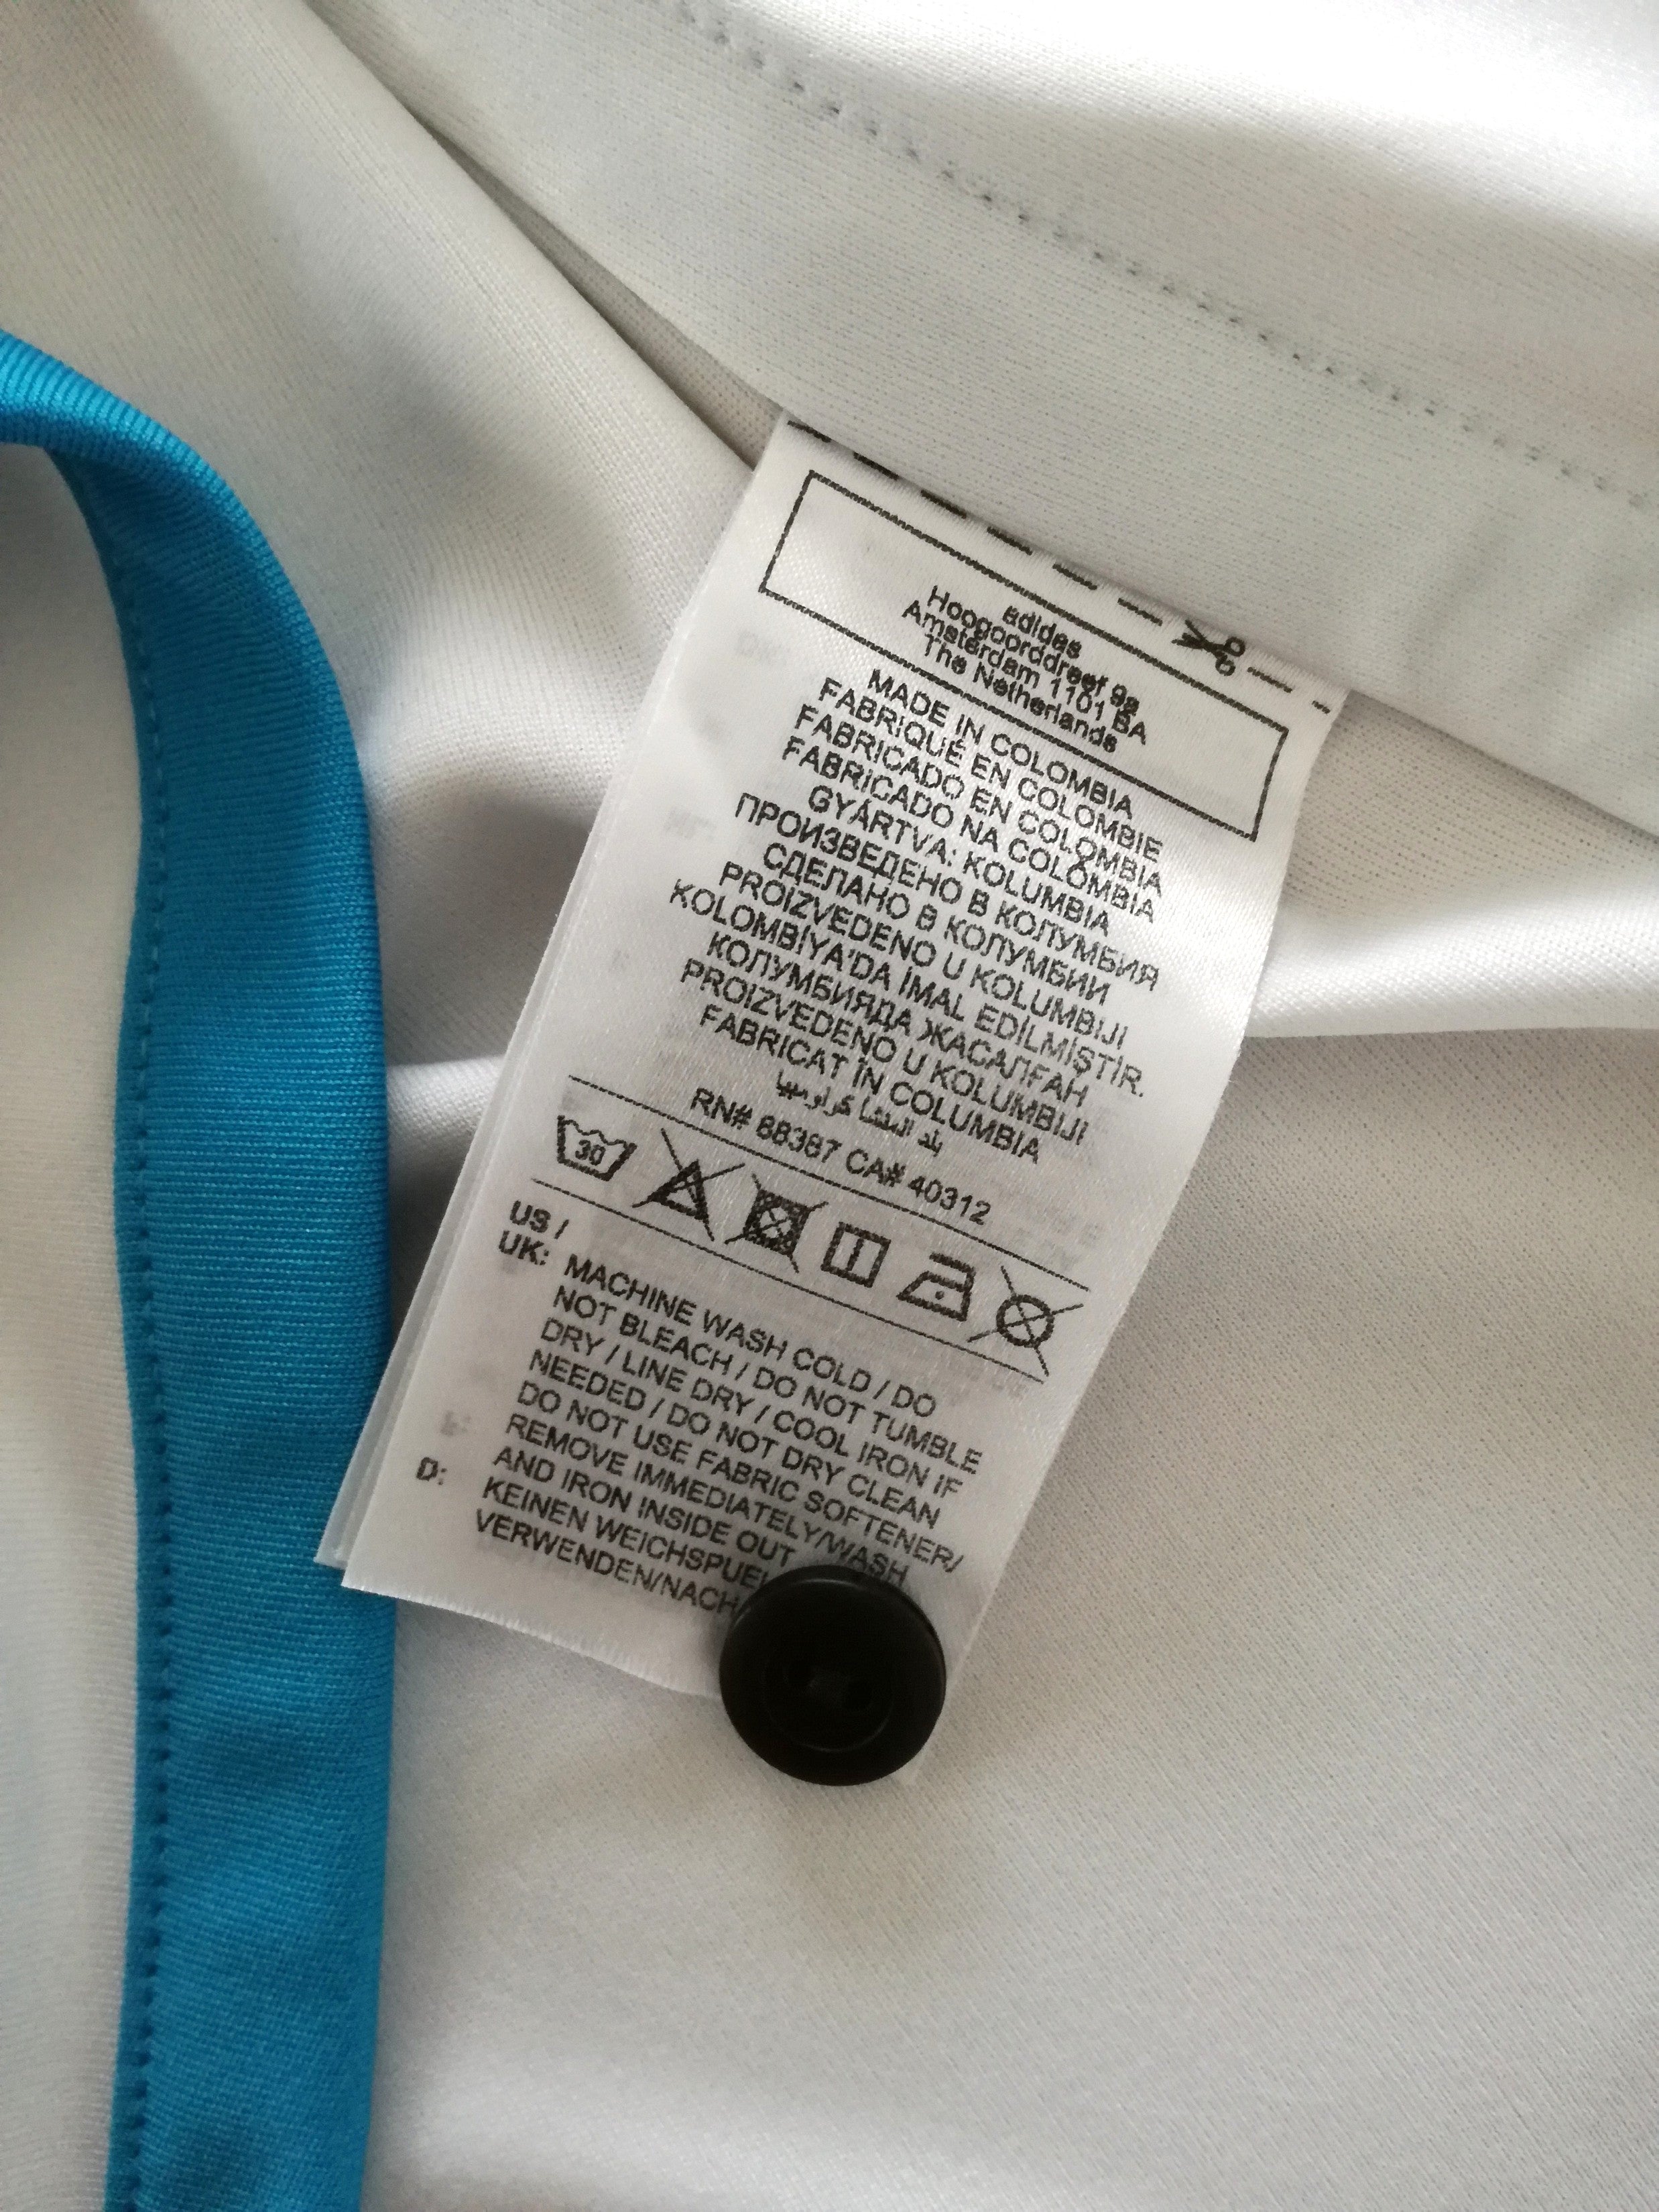 adidas
Hoogoorddreef 9a
Amsterdam 1101 BA
The Netherlands
MADE IN COLOMBIA
FABRIQUÉ EN COLOMBIE
FABRICADO EN COLOMBIA
FABRICADO NA COLÔMBIA
GYÁRTVA: KOLUMBIA
ПРОИЗВЕДЕНО В КОЛУМБИЯ
СДЕЛАНО В КОЛУМБИИ
PROIZVEDENO U KOLUMBIJI
KOLOMBİYA'DA İMAL EDİLMİŞTİR.
КОЛУМБИЯДА ЖАСАЛҒАН
PROIZVEDENO U KOLUMBIJI
FABRICAT ÎN COLUMBIA
بلد المنشأ
RN# 88387 CA# 40312
30
US /
UK: MACHINE WASH COLD / DO
NOT BLEACH / DO NOT TUMBLE
DRY / LINE DRY / COOL IRON IF
NEEDED / DO NOT DRY CLEAN
DO NOT USE FABRIC SOFTENER/
REMOVE IMMEDIATELY/WASH
AND IRON INSIDE OUT
D: KEINEN WEICHSPUEL
VERWENDEN/NACH